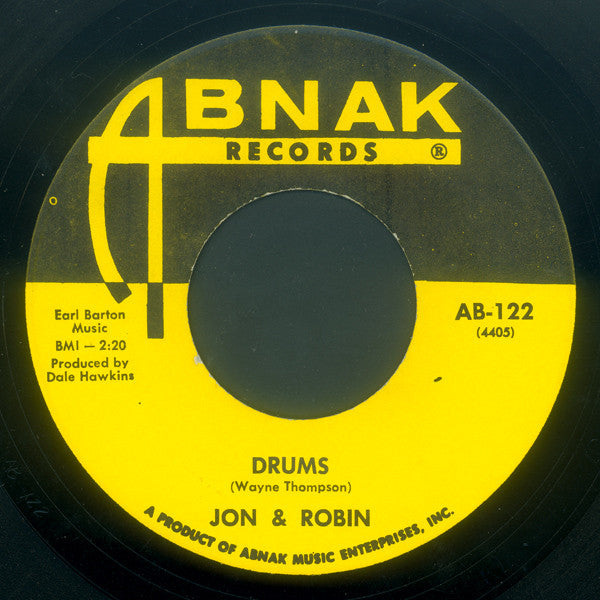 ABNAK
RECORDS ®
Earl Barton
Music
BMI — 2:20
Produced by
Dale Hawkins
AB-122
(4405)
DRUMS
(Wayne Thompson)
JON & ROBIN
A PRODUCT OF ABNAK MUSIC ENTERPRISES, INC.